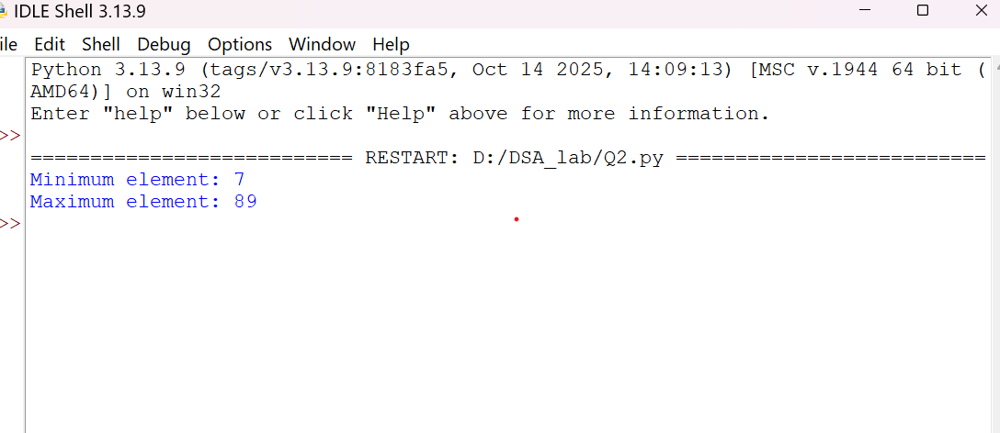 IDLE Shell 3.13.9
ile Edit Shell Debug Options Window Help
Python 3.13.9 (tags/v3.13.9:8183fa5, Oct 14 2025, 14:09:13) [MSC v.1944 64 bit (
AMD64)] on win32
Enter "help" below or click "Help" above for more information.
>>
=========================== RESTART: D:/DSA_lab/Q2.py ==========================
Minimum element: 7
Maximum element: 89
>>